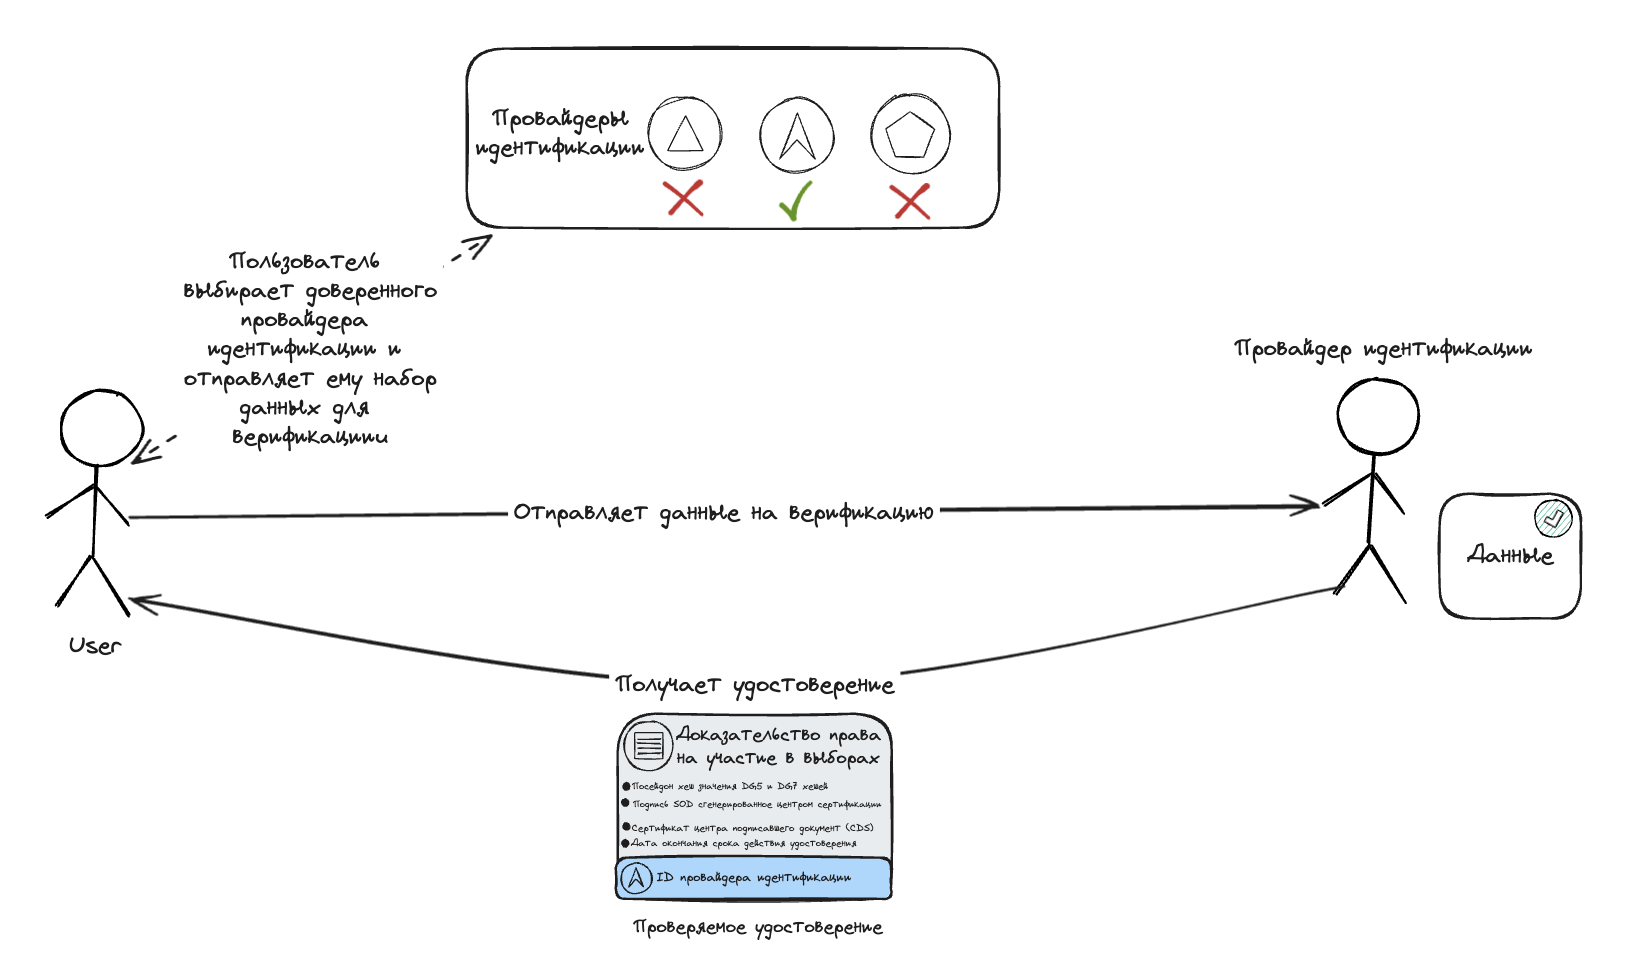 Провайдеры
идентификации
Пользователь
выбирает доверенного
провайдера
идентификации и
отправляет ему набор
данных для
верификациии
Провайдер идентификации
Отправляет данные на верификацию
Данные
User
Получает удостоверение
Доказательство права
на участие в выборах
Посейдон хеш значения DG5 и DG7 хешей
Подпись SOD сгенерированное центром сертификации
Сертификат центра подписавшего документ (CDS)
Дата окончания срока действия удостоверения
ID провайдера идентификации
Проверяемое удостоверение